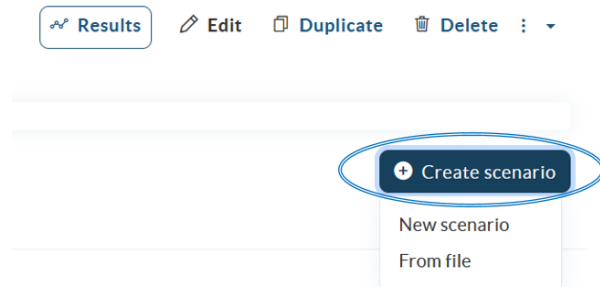 Results Edit Duplicate Delete
Create scenario
New scenario
From file